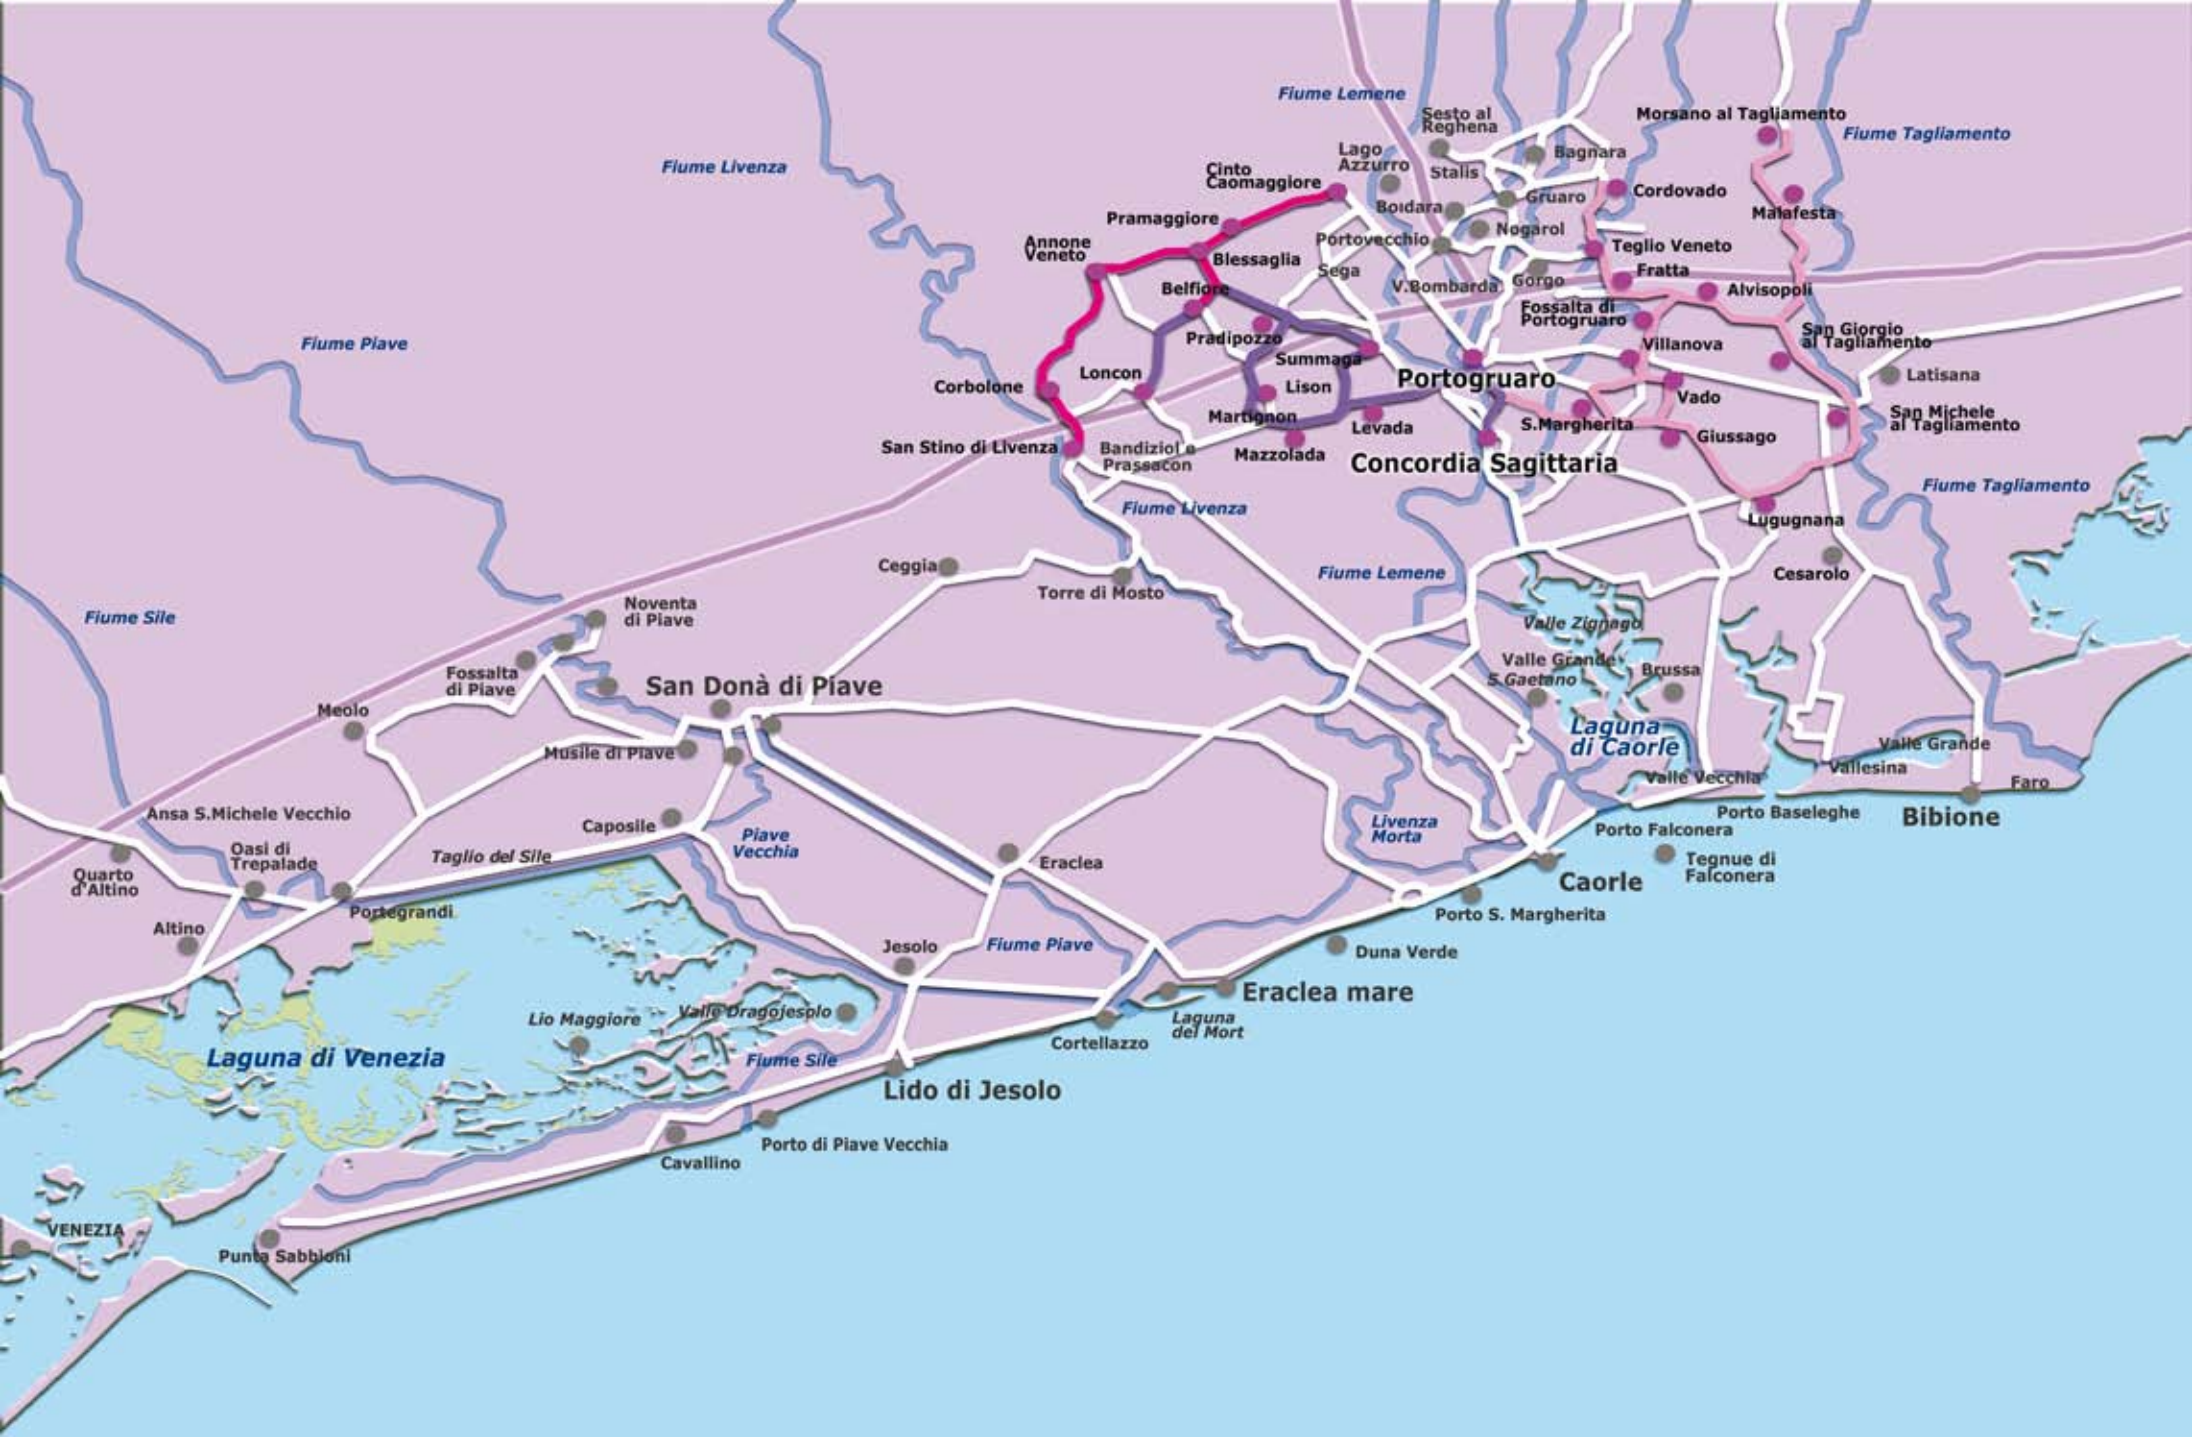 Fiume Lemene
Sesto al
Reghena
Morsano al Tagliamento
Fiume Tagliamento
Fiume Livenza
Lago
Azzurro
Bagnara
Stalis
Cinto
Caomaggiore
Cordovado
Gruaro
Boldara
Malafesta
Pramaggiore
Nogarol
Portovecchio
Teglio Veneto
Annone
Veneto
Blessaglia
Sega
Fratta
Gorgo
V.Bombarda
Belfiore
Alvisopoli
Fossalta di
Portogruaro
Fiume Piave
Pradipozzo
San Giorgio
al Tagliamento
Villanova
Summaga
Loncon
Portogruaro
Latisana
Corbolone
Lison
Vado
Martignon
Levada
S.Margherita
San Michele
al Tagliamento
Giussago
San Stino di Livenza
Bandiziol e
Prassacon
Mazzolada
Concordia Sagittaria
Fiume Tagliamento
Fiume Livenza
Lugugnana
Ceggia
Fiume Lemene
Cesarolo
Torre di Mosto
Noventa
di Piave
Fiume Sile
Valle Zignago
Fossalta
di Piave
San Donà di Piave
Valle Grande
S.Gaetano
Brussa
Meolo
Laguna
di Caorle
Musile di Piave
Valle Grande
Vallesina
Valle Vecchia
Faro
Ansa S.Michele Vecchio
Porto Baseleghe
Bibione
Caposile
Piave
Vecchia
Livenza
Morta
Porto Falconera
Oasi di
Trepalade
Taglio del Sile
Eraclea
Tegnue di
Falconera
Quarto
d'Altino
Caorle
Portegrandi
Porto S. Margherita
Altino
Jesolo
Fiume Piave
Duna Verde
Eraclea mare
Lio Maggiore
Valle Dragojesolo
Laguna
del Mort
Cortellazzo
Laguna di Venezia
Fiume Sile
Lido di Jesolo
Porto di Piave Vecchia
Cavallino
VENEZIA
Punta Sabbioni